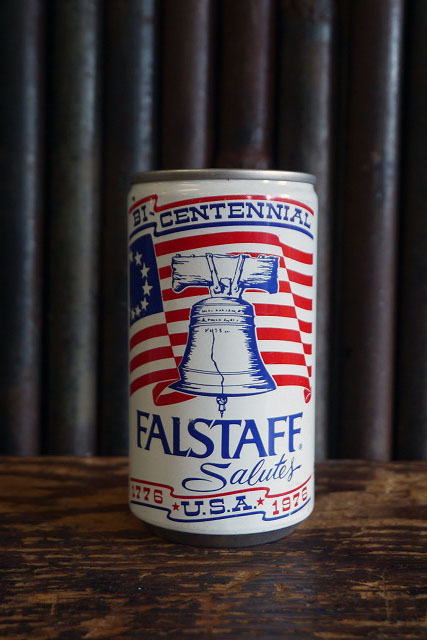 BI-CENTENNIAL
FALSTAFF
Salutes
1776 ★ U.S.A. ★ 1976